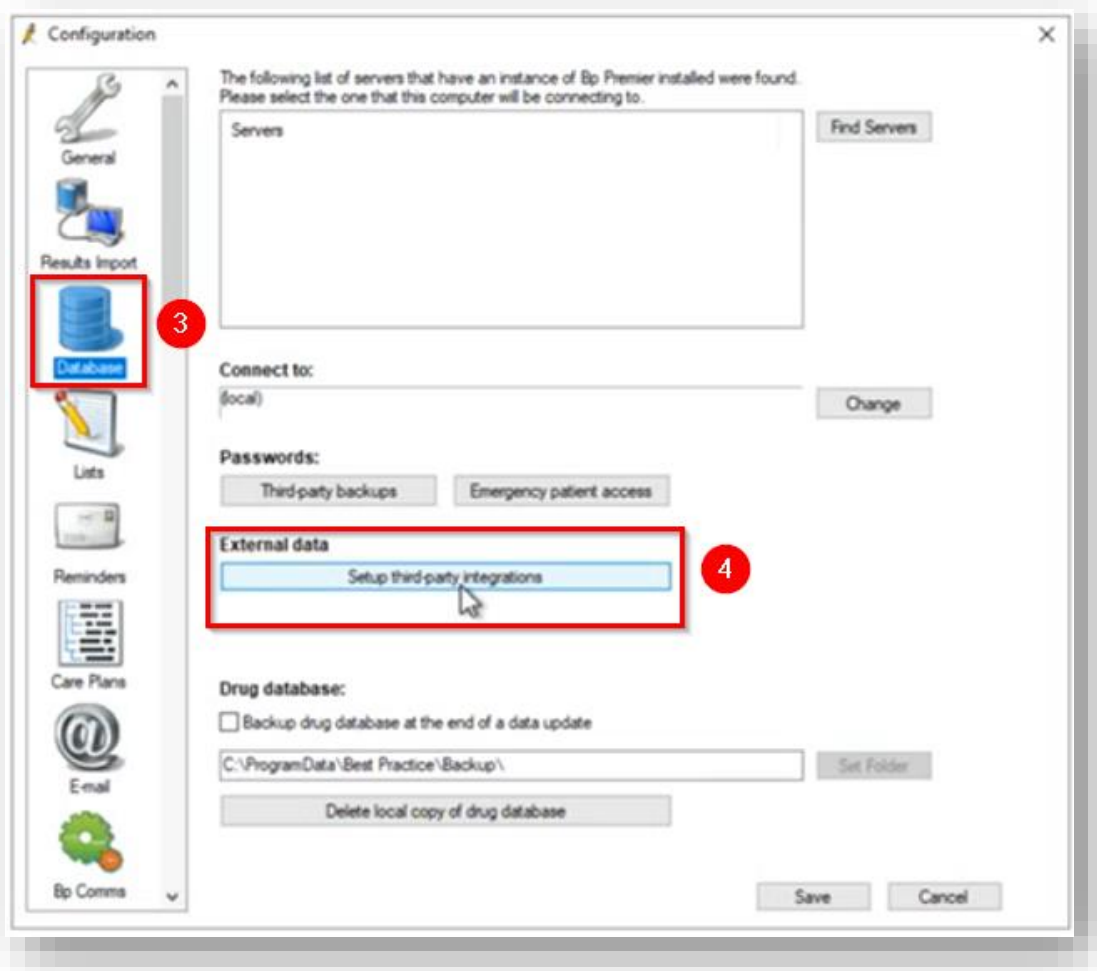 Configuration
The following list of servers that have an instance of Bp Premier installed were found.
Please select the one that this computer will be connecting to.
Servers
Find Servers
General
Results Import
3
Database
Connect to:
(local)
Change
Lists
Passwords:
Third-party backups
Emergency patient access
External data
Setup third-party integrations
4
Reminders
Care Plans
Drug database:
Backup drug database at the end of a data update
C:\ProgramData\Best Practice\Backup\
Set Folder
E-mail
Delete local copy of drug database
Bp Comms
Save
Cancel